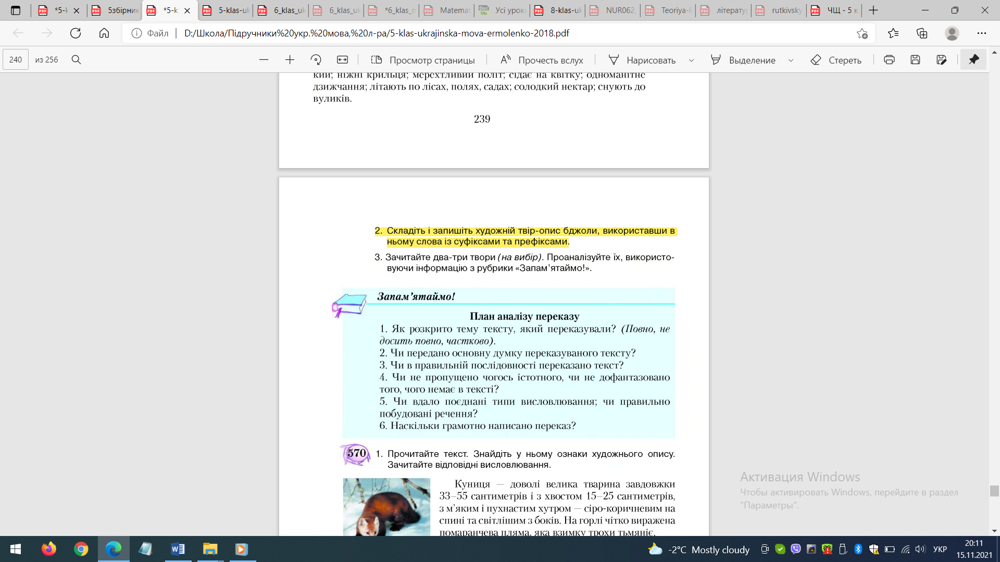 *5-k
5збірник
*5-k
5-klas-uk
6_klas_uk
6_klas_uk
*6_klas_n
Matemat
Усі урок
8-klas-uk
NUR062_
Teoriya-l
літератур
rutkivsky
ЧЩ - 5 к
Файл
D:/Школа/Підручники%20укр.%20мова,%20л-ра/5-klas-ukrajinska-mova-ermolenko-2018.pdf
240 из 256
Просмотр страницы
Прочесть вслух
Нарисовать
Выделение
Стереть
кий; ніжні крильця; мерехтливий політ; сідає на квітку; одноманітне
дзижчання; літають по лісах, полях, садах; солодкий нектар; снують до
вуликів.
239
2. Складіть і запишіть художній твір-опис бджоли, використавши в
ньому слова із суфіксами та префіксами.
3. Зачитайте два-три твори (на вибір). Проаналізуйте їх, використо-
вуючи інформацію з рубрики «Запам’ятаймо!».
Запам’ятаймо!
План аналізу переказу
1. Як розкрито тему тексту, який переказували? (Повно, не
досить повно, частково).
2. Чи передано основну думку переказуваного тексту?
3. Чи в правильній послідовності переказано текст?
4. Чи не пропущено чогось істотного, чи не дофантазовано
того, чого немає в тексті?
5. Чи вдало поєднані типи висловлювання; чи правильно
побудовані речення?
6. Наскільки грамотно написано переказ?
570
1. Прочитайте текст. Знайдіть у ньому ознаки художнього опису.
Зачитайте відповідні висловлювання.
Куниця — доволі велика тварина завдовжки
33–55 сантиметрів і з хвостом 15–25 сантиметрів,
з м’яким і пухнастим хутром — сіро-коричневим на
спині та світлішим з боків. На горлі чітко виражена
помаранчева пляма, яка взимку трохи тьмяніє.
Активация Windows
Чтобы активировать Windows, перейдите в раздел
"Параметры".
-2°C Mostly cloudy
УКР
20:11
15.11.2021